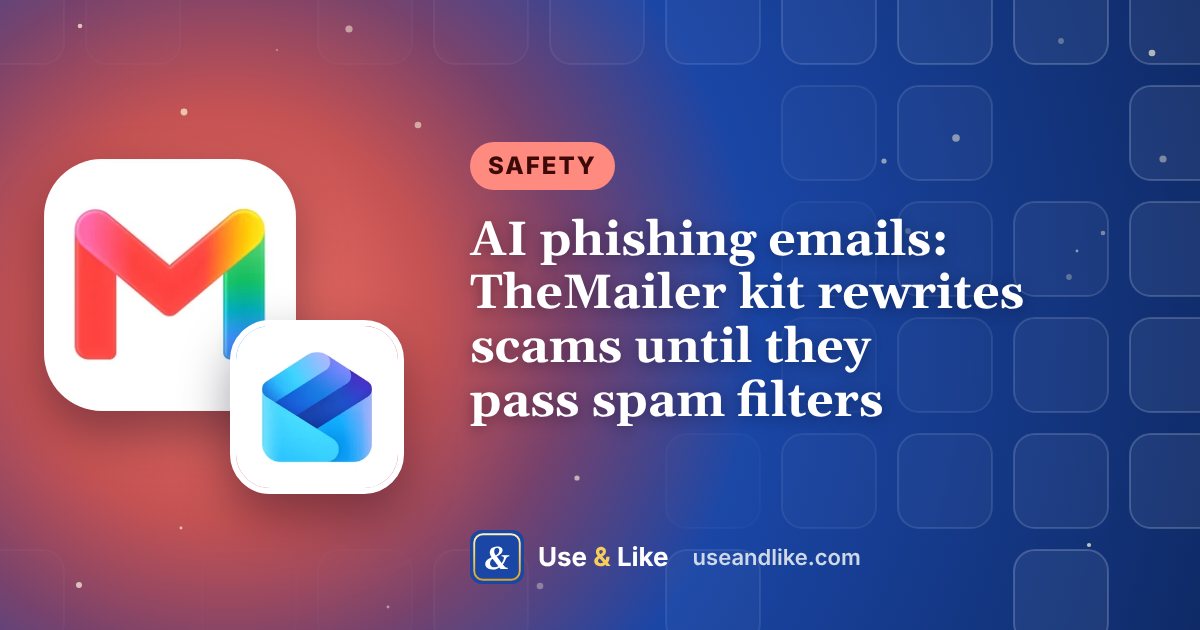 SAFETY
AI phishing emails:
TheMailer kit rewrites
scams until they
pass spam filters
& Use & Like useandlike.com